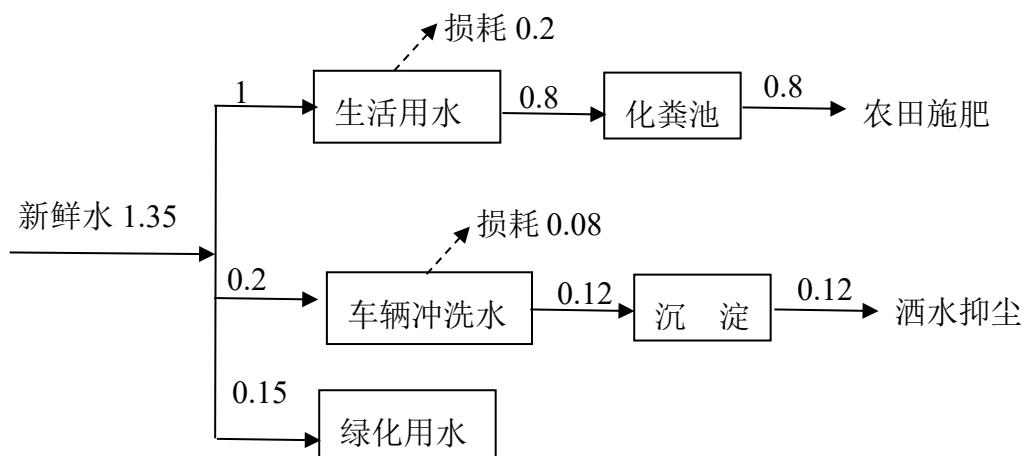 损耗 0.2
1
生活用水
0.8
化粪池
0.8
农田施肥
新鲜水 1.35
损耗 0.08
0.2
车辆冲洗水
0.12
沉 淀
0.12
洒水抑尘
0.15
绿化用水